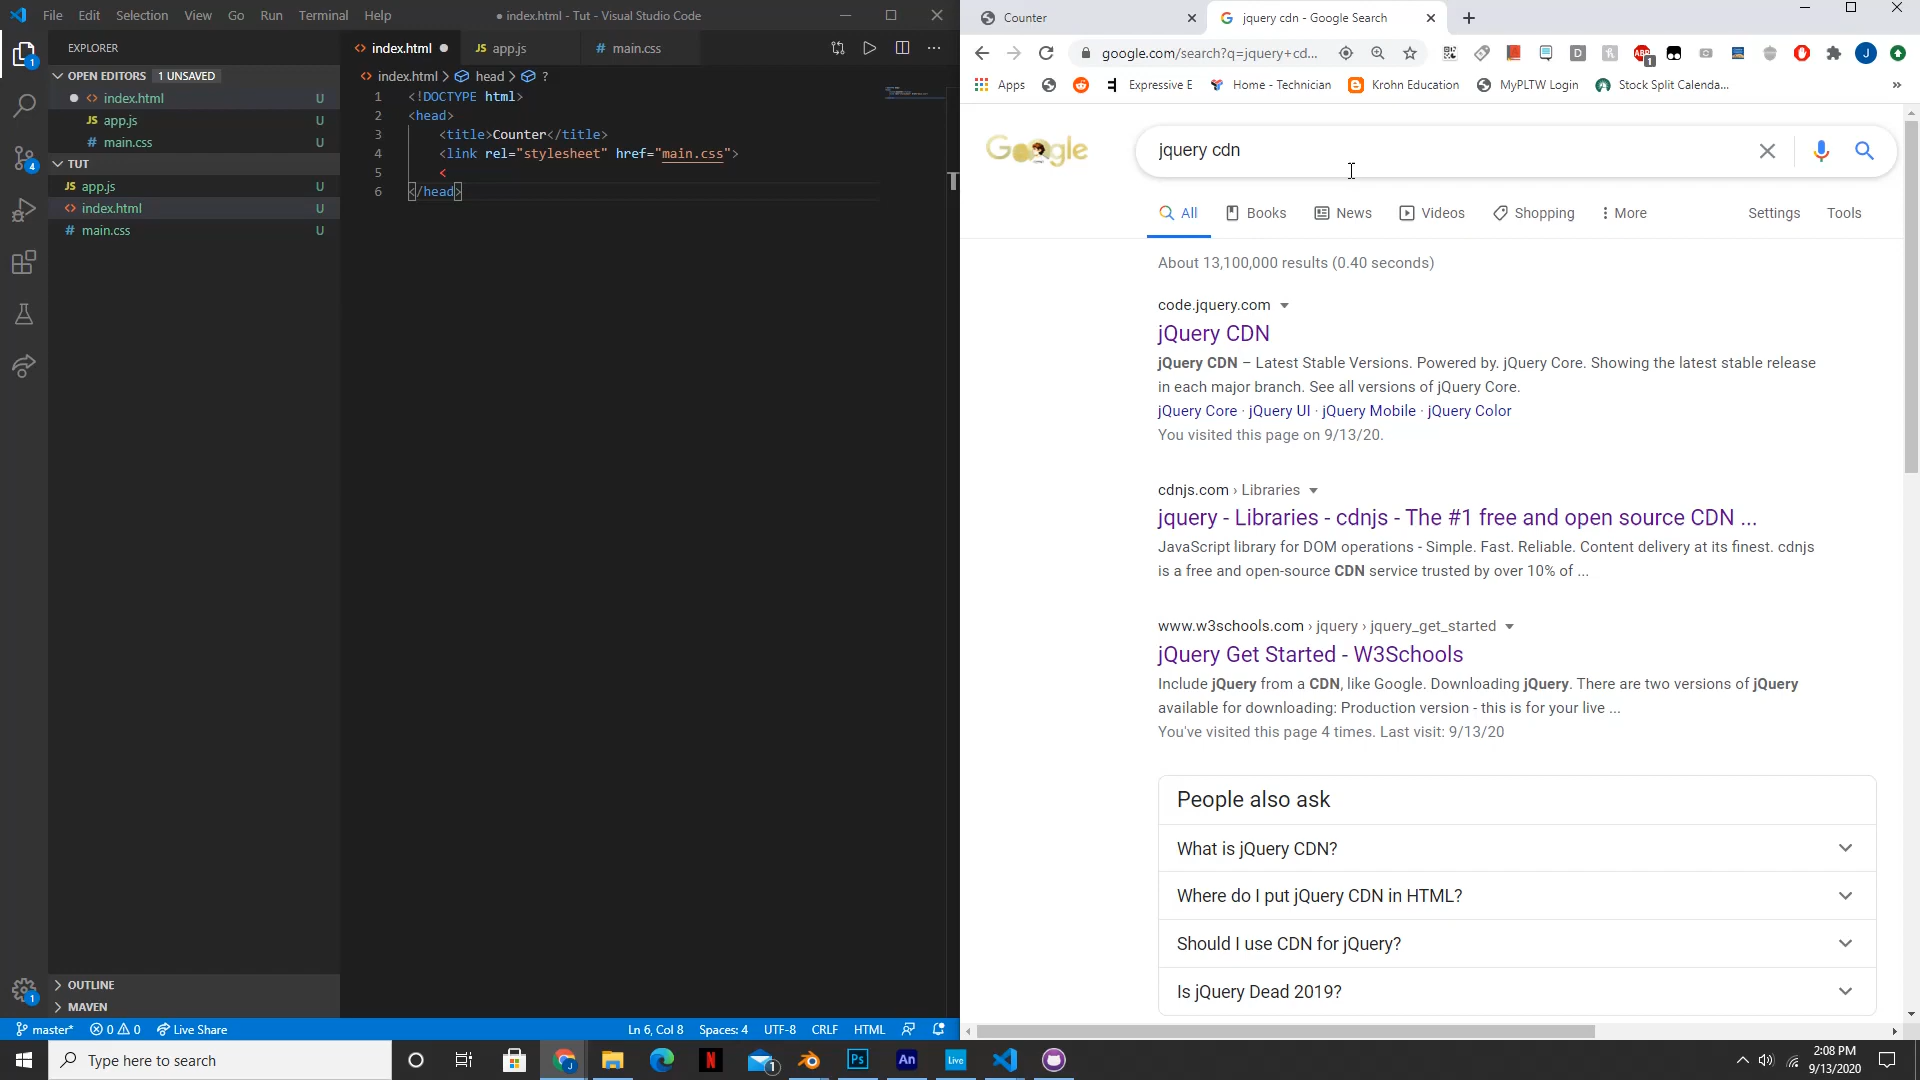 File Edit Selection View Go Run Terminal Help
● index.html - Tut - Visual Studio Code
EXPLORER
OPEN EDITORS 1 UNSAVED
index.html U
JS app.js U
# main.css U
TUT
JS app.js U
index.html U
# main.css U
OUTLINE
MAVEN
index.html
JS app.js
# main.css
index.html > head > ?
1 <!DOCTYPE html>
2 <head>
3 <title>Counter</title>
4 <link rel="stylesheet" href="main.css">
5 <
6 </head>
master* 0 0 Live Share
Ln 6, Col 8 Spaces: 4 UTF-8 CRLF HTML
Counter
jquery cdn - Google Search
google.com/search?q=jquery+cd...
Apps
Expressive E
Home - Technician
Krohn Education
MyPLTW Login
Stock Split Calenda...
»
Google
jquery cdn
All Books News Videos Shopping More Settings Tools
About 13,100,000 results (0.40 seconds)
code.jquery.com
jQuery CDN
jQuery CDN – Latest Stable Versions. Powered by. jQuery Core. Showing the latest stable release
in each major branch. See all versions of jQuery Core.
jQuery Core · jQuery UI · jQuery Mobile · jQuery Color
You visited this page on 9/13/20.
cdnjs.com › Libraries
jquery - Libraries - cdnjs - The #1 free and open source CDN ...
JavaScript library for DOM operations - Simple. Fast. Reliable. Content delivery at its finest. cdnjs
is a free and open-source CDN service trusted by over 10% of ...
www.w3schools.com › jquery › jquery_get_started
jQuery Get Started - W3Schools
Include jQuery from a CDN, like Google. Downloading jQuery. There are two versions of jQuery
available for downloading: Production version - this is for your live ...
You've visited this page 4 times. Last visit: 9/13/20
People also ask
What is jQuery CDN?
Where do I put jQuery CDN in HTML?
Should I use CDN for jQuery?
Is jQuery Dead 2019?
Type here to search
N
1
Ps
An
Live
2:08 PM
9/13/2020